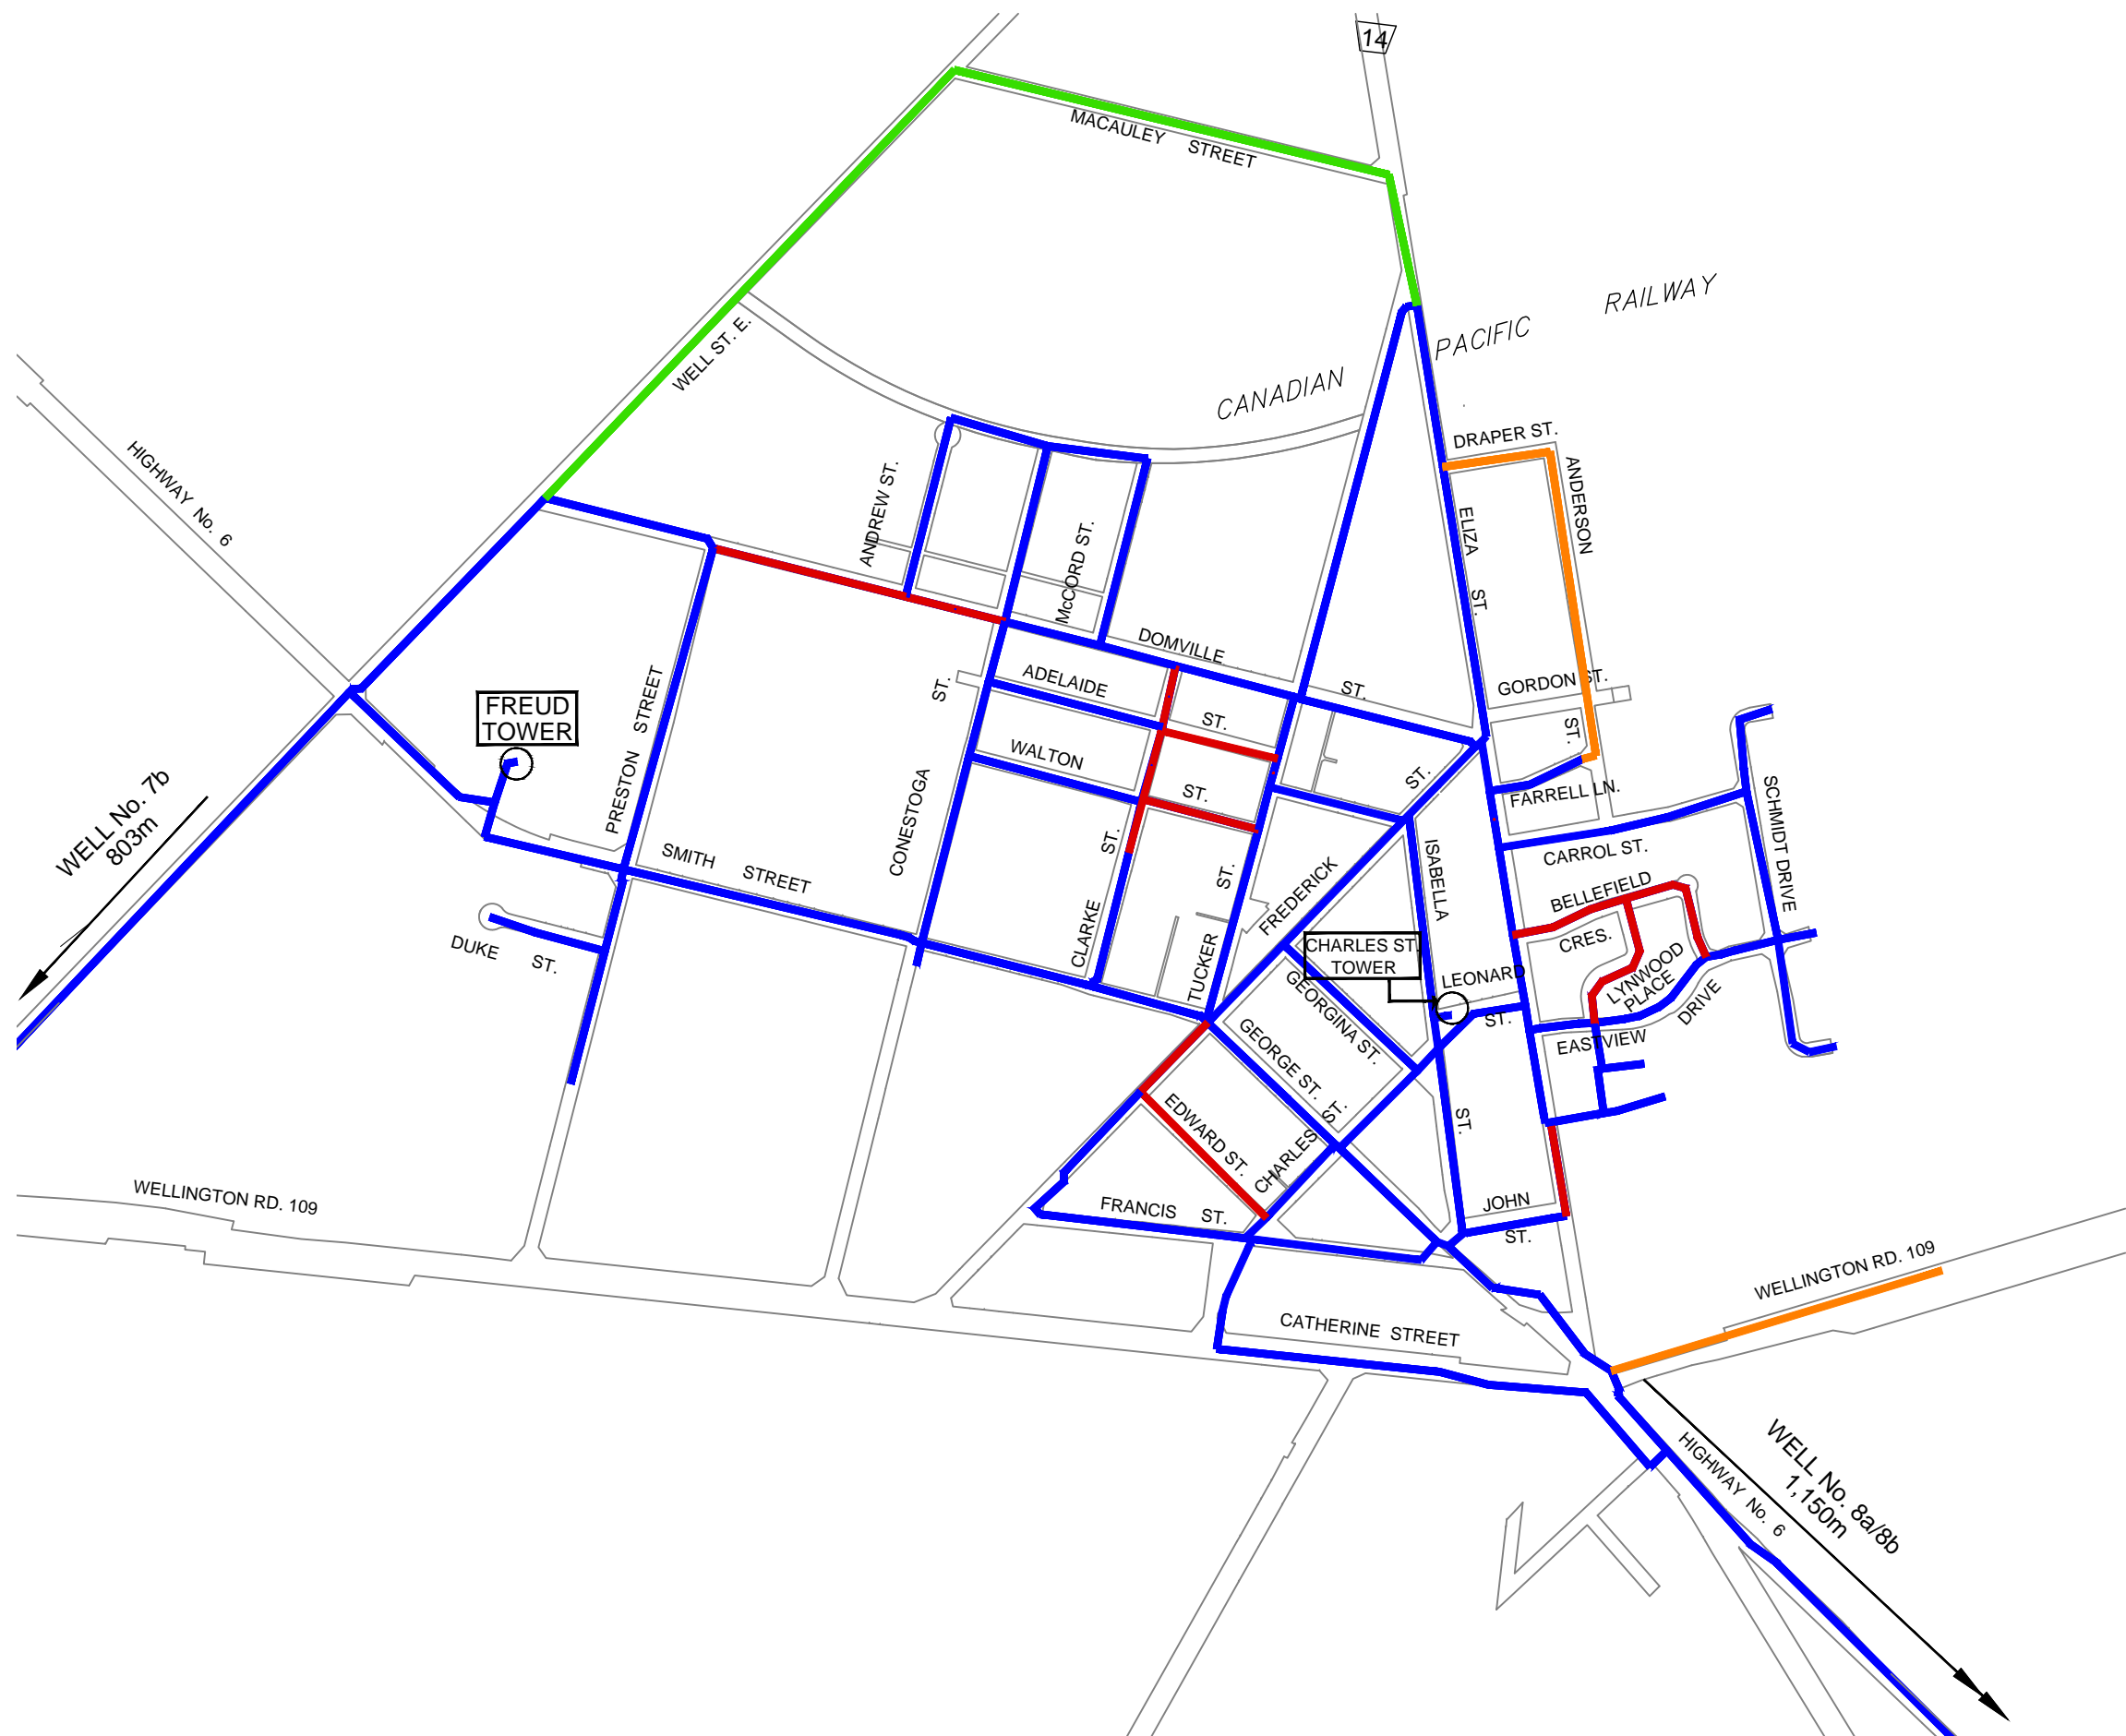 14
MACAULEY STREET
CANADIAN PACIFIC RAILWAY
WELL ST. E.
HIGHWAY No. 6
DRAPER ST.
ANDERSON ST.
ANDREW ST.
McCORD ST.
ELIZA ST.
DOMVILLE ST.
ADELAIDE ST.
GORDON ST.
FREUD
TOWER
PRESTON STREET
WALTON ST.
CONESTOGA ST.
WELL No. 7b
803m
FARRELL LN.
SCHMIDT DRIVE
SMITH STREET
CARROL ST.
CLARKE ST.
TUCKER ST.
FREDERICK ST.
ISABELLA ST.
BELLEFIELD CRES.
DUKE ST.
CHARLES ST.
TOWER
LEONARD ST.
LYNWOOD
PLACE
EASTVIEW DRIVE
GEORGINA ST.
GEORGE ST.
EDWARD ST.
CHARLES ST.
WELLINGTON RD. 109
FRANCIS ST.
JOHN ST.
WELLINGTON RD. 109
CATHERINE STREET
HIGHWAY No. 6
WELL No. 8a/8b
1,150m